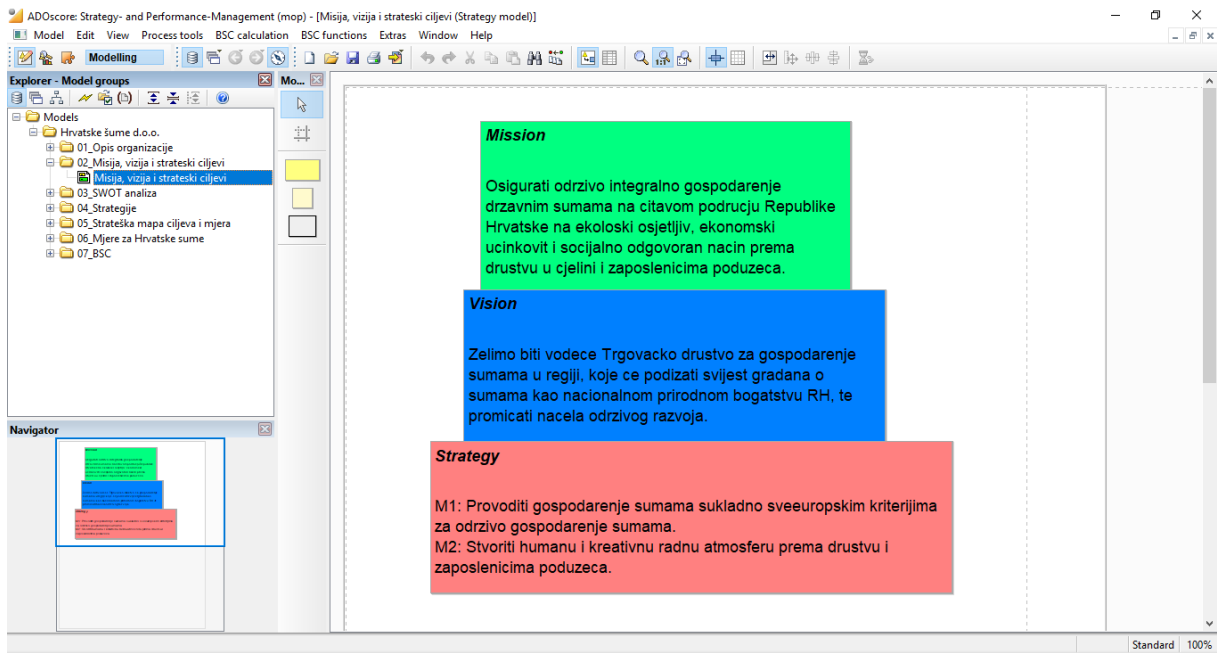 ADOscore: Strategy- and Performance-Management (mop) - [Misija, vizija i strateski ciljevi (Strategy model)]
Model Edit View Process tools BSC calculation BSC functions Extras Window Help
Modelling
Explorer - Model groups
Mo...
Models
Hrvatske šume d.o.o.
01_Opis organizacije
02_Misija, vizija i strateski ciljevi
Misija, vizija i strateski ciljevi
03_SWOT analiza
04_Strategije
05_Strateška mapa ciljeva i mjera
06_Mjere za Hrvatske sume
07_BSC
Navigator
Mission
Osigurati odrzivo integralno gospodarenje
drzavnim sumama na citavom podrucju Republike
Hrvatske na ekoloski osjetljiv, ekonomski
ucinkovit i socijalno odgovoran nacin prema
drustvu u cjelini i zaposlenicima poduzeca.
Vision
Zelimo biti vodece Trgovacko drustvo za gospodarenje
sumama u regiji, koje ce podizati svijest gradana o
sumama kao nacionalnom prirodnom bogatstvu RH, te
promicati nacela odrzivog razvoja.
Strategy
M1: Provoditi gospodarenje sumama sukladno sveeuropskim kriterijima
za odrzivo gospodarenje sumama.
M2: Stvoriti humanu i kreativnu radnu atmosferu prema drustvu i
zaposlenicima poduzeca.
Standard 100%